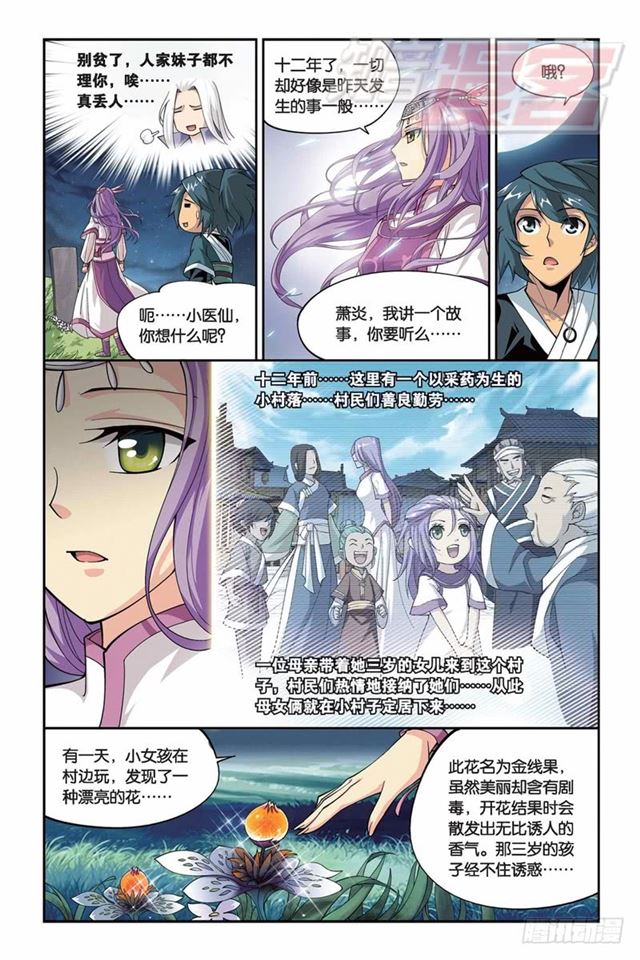 别贫了，人家妹子都不
理你，唉……
真丢人……
呃……小医仙，
你想什么呢？
十二年了，一切
却好像是昨天发
生的事一般……
知音漫客
萧炎，我讲一个故
事，你要听么……
哦？
十二年前……这里有一个以采药为生的
小村落……村民们善良勤劳……
一位母亲带着她三岁的女儿来到这个村
子，村民们热情地接纳了她们……从此
母女俩就在小村子定居下来……
有一天，小女孩在
村边玩，发现了一
种漂亮的花……
此花名为金线果，
虽然美丽却含有剧
毒，开花结果时会
散发出无比诱人的
香气。那三岁的孩
子经不住诱惑……
腾讯动漫